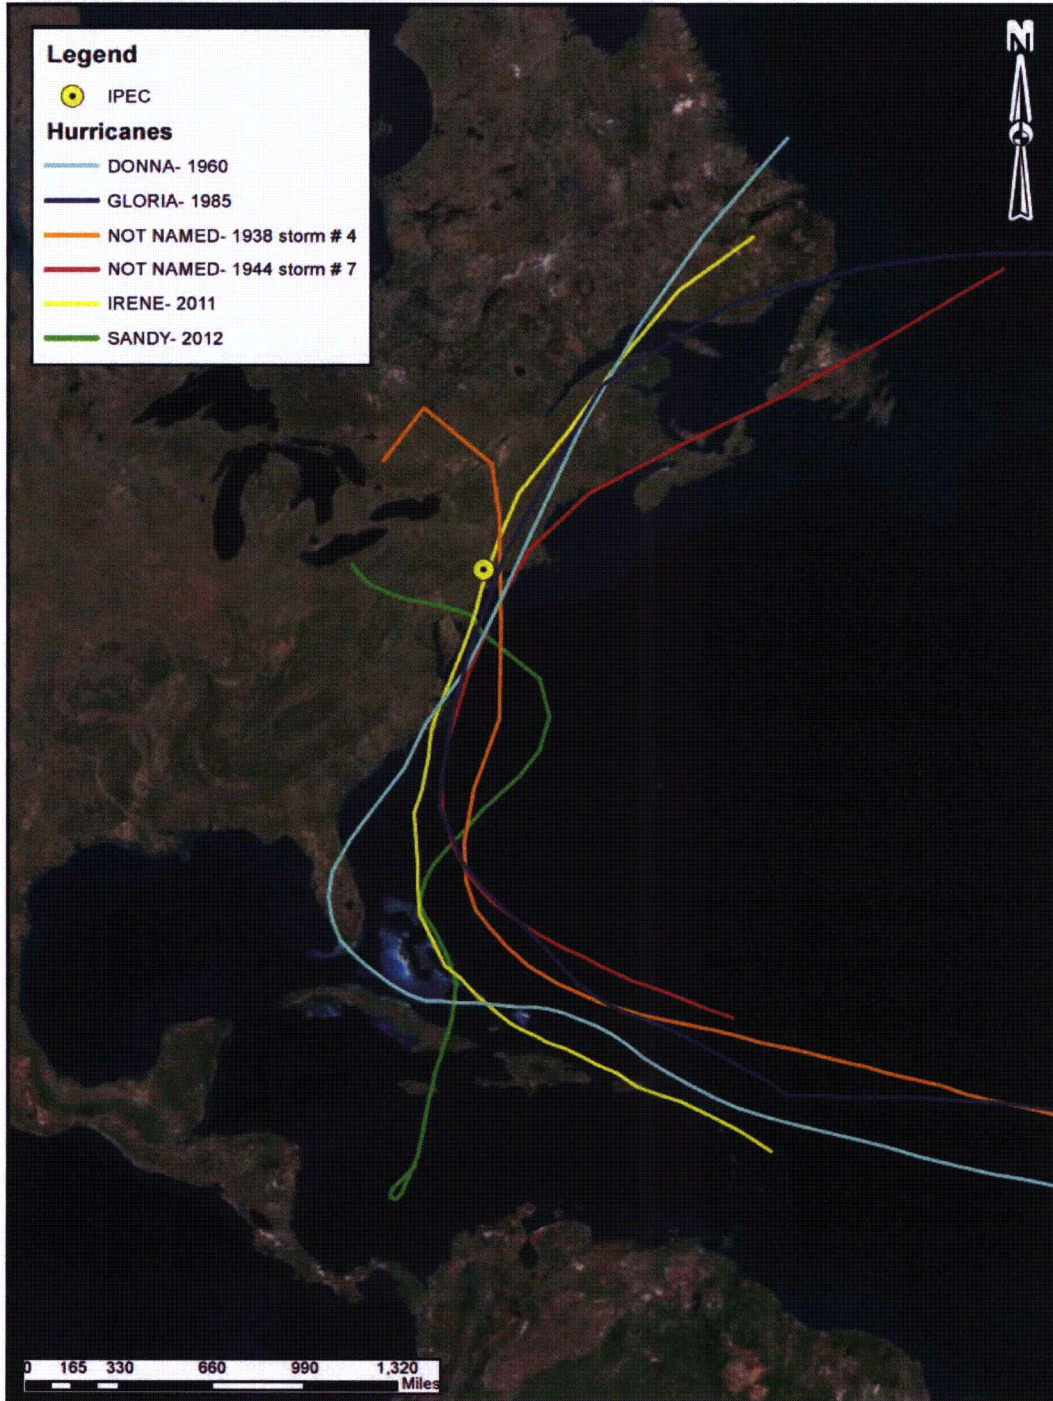 Legend
IPEC
Hurricanes
DONNA- 1960
GLORIA- 1985
NOT NAMED- 1938 storm # 4
NOT NAMED- 1944 storm # 7
IRENE- 2011
SANDY- 2012
N
0 165 330 660 990 1,320
Miles